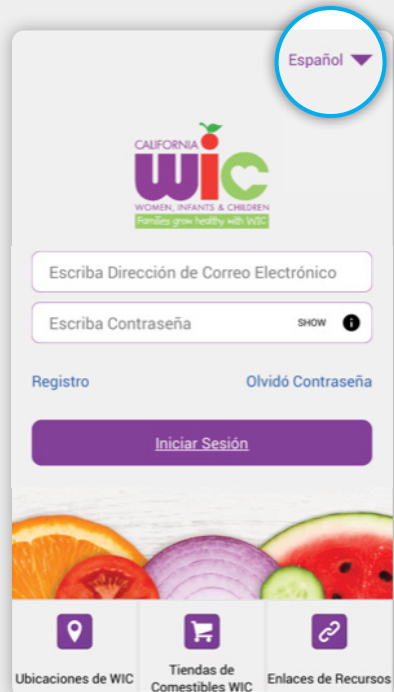 Español
CALIFORNIA
WIC
WOMEN, INFANTS & CHILDREN
Families grow healthy with WIC
Escriba Dirección de Correo Electrónico
Escriba Contraseña SHOW i
Registro Olvidó Contraseña
Iniciar Sesión
Ubicaciones de WIC
Tiendas de
Comestibles WIC
Enlaces de Recursos